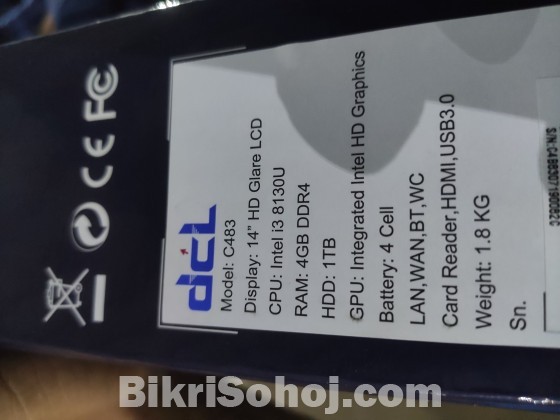 dcl
Model: C483
Display: 14" HD Glare LCD
CPU: Intel i3 8130U
RAM: 4GB DDR4
HDD: 1TB
GPU: Integrated Intel HD Graphics
Battery: 4 Cell
LAN,WAN,BT,WC
Card Reader,HDMI,USB3.0
Weight: 1.8 KG
Sn.
BikriSohoj.com